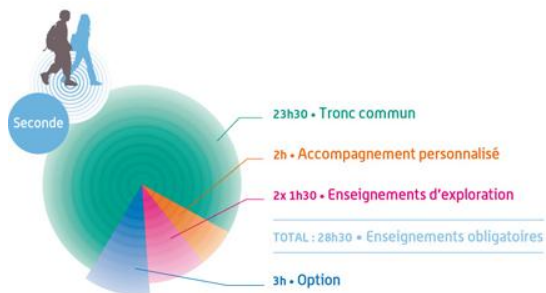 Seconde
23h30 • Tronc commun
2h • Accompagnement personnalisé
2x 1h30 • Enseignements d'exploration
TOTAL : 28h30 • Enseignements obligatoires
3h • Option